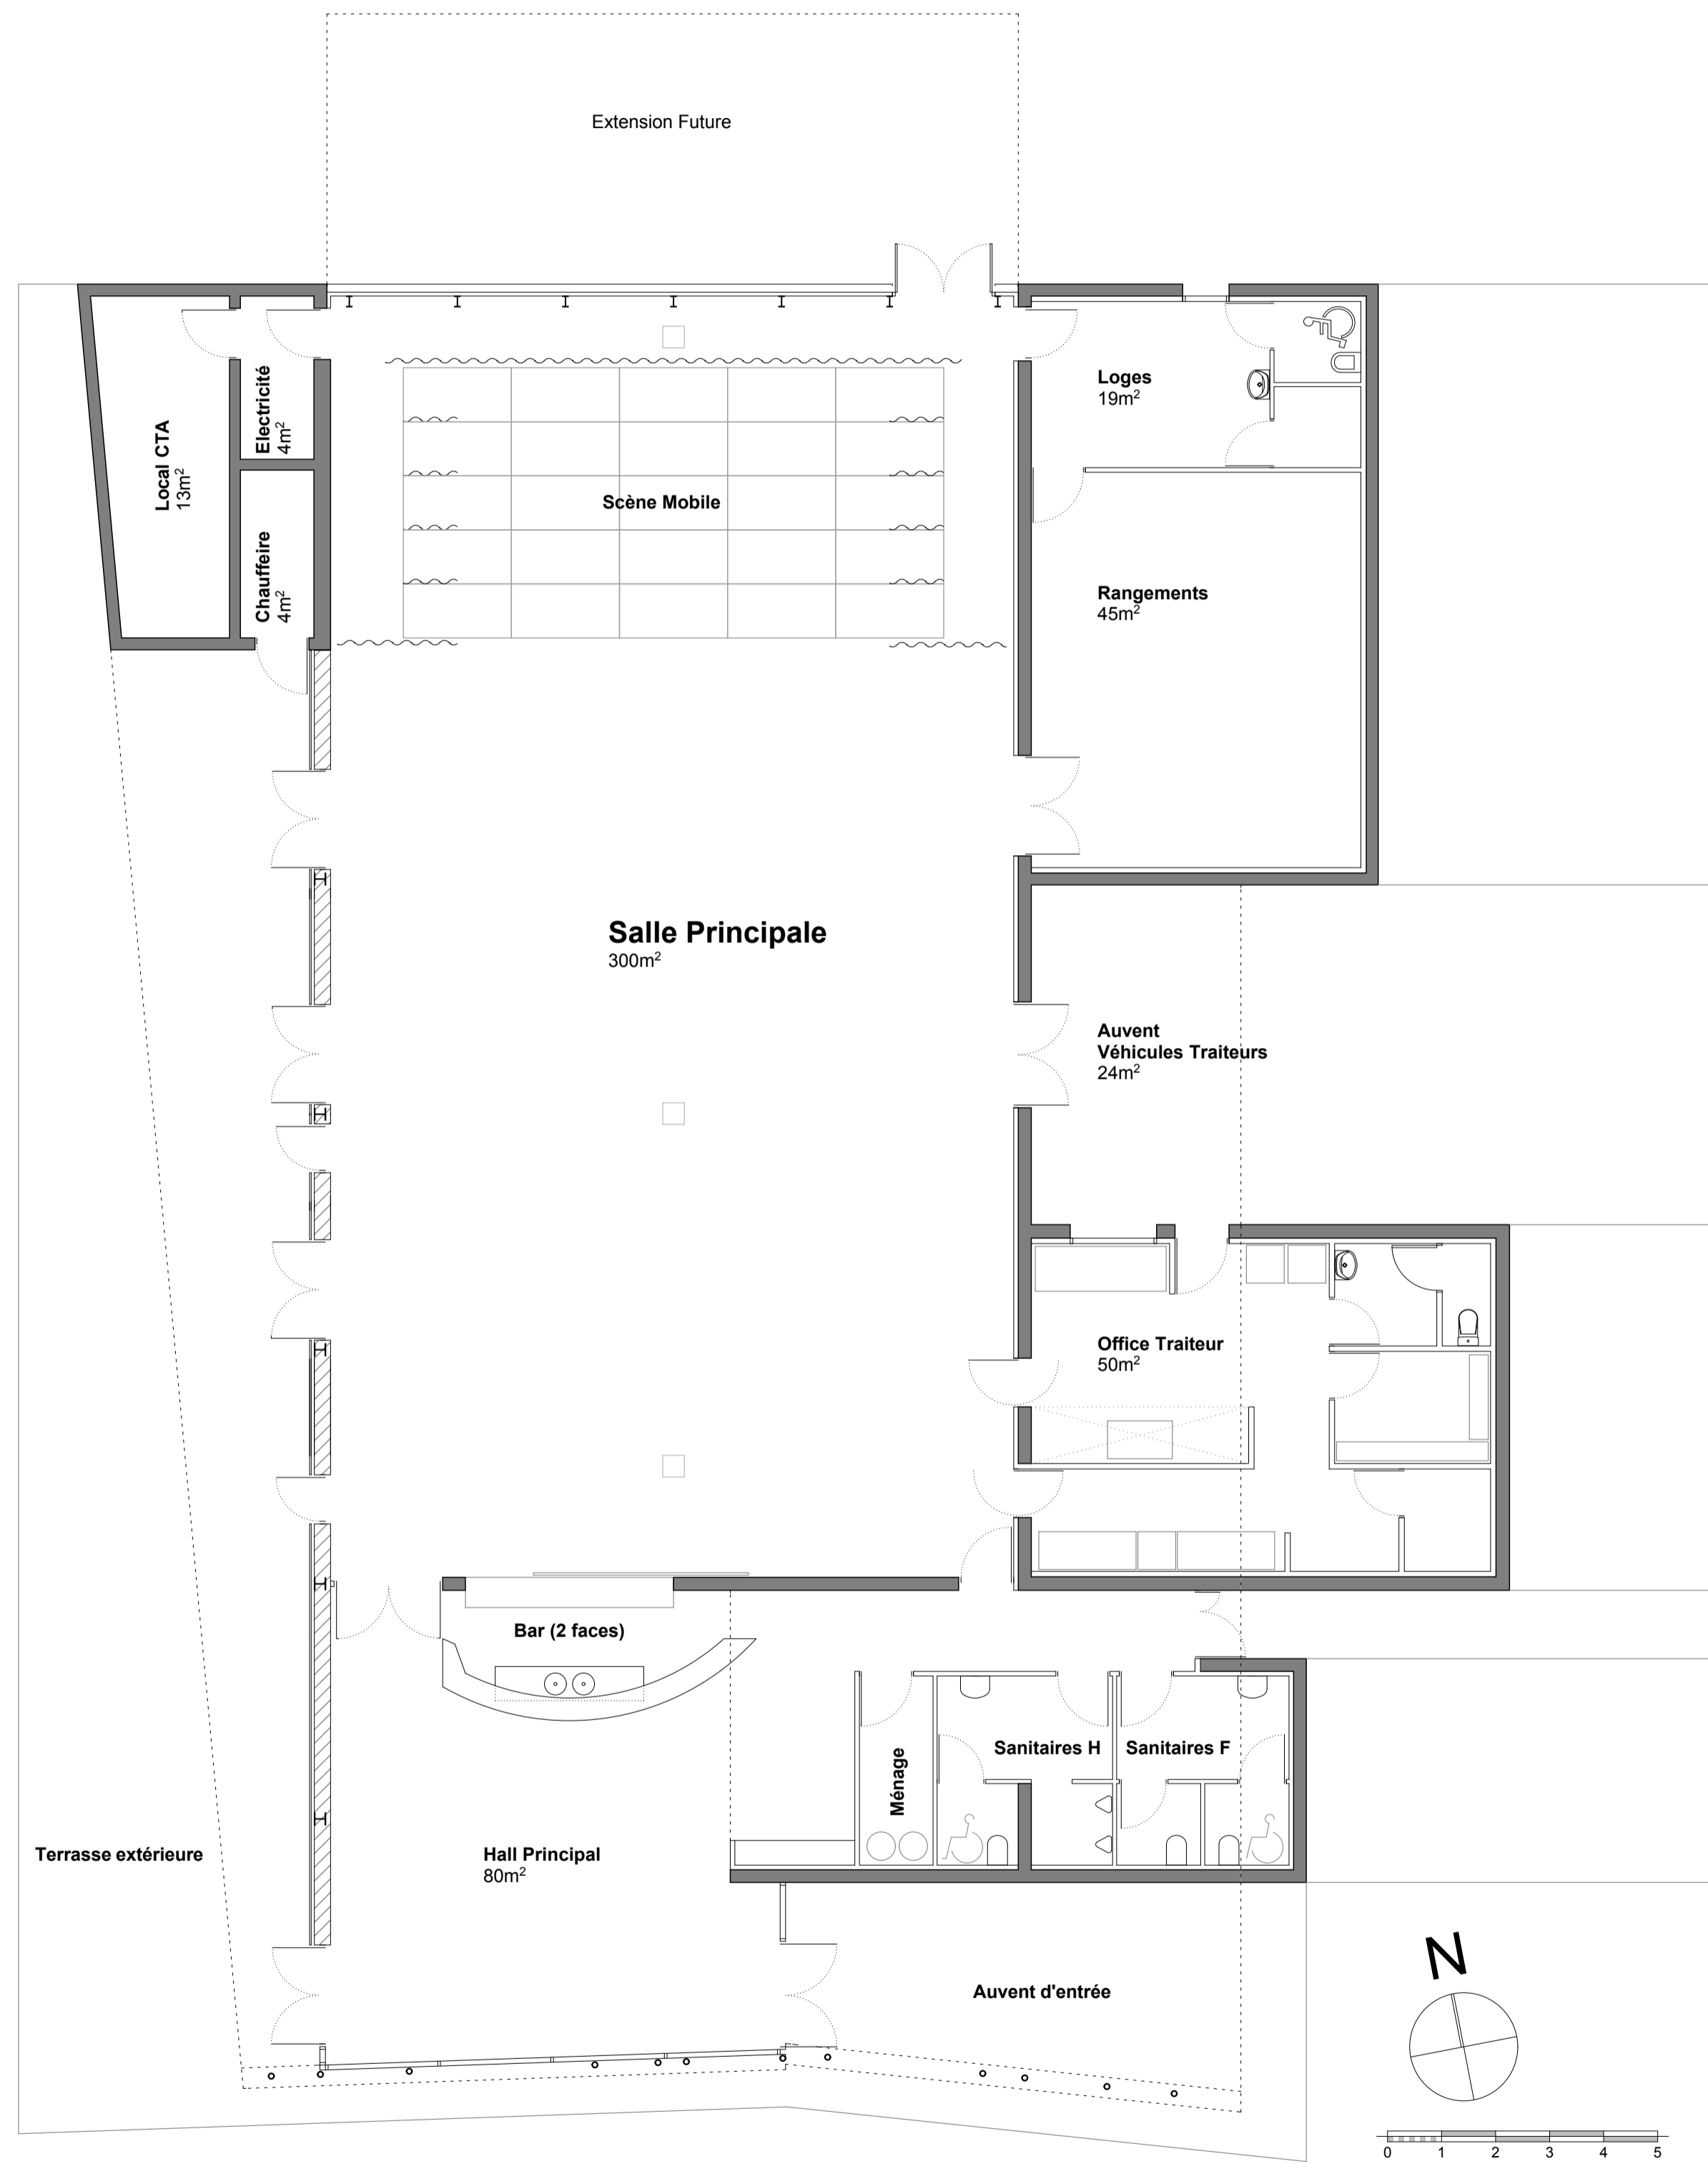 Extension Future
Loges
19m²
Electricité
4m²
Local CTA
13m²
Scène Mobile
Chauffeire
4m²
Rangements
45m²
Salle Principale
300m²
Auvent
Véhicules Traiteurs
24m²
Office Traiteur
50m²
Bar (2 faces)
Sanitaires H
Sanitaires F
Ménage
Terrasse extérieure
Hall Principal
80m²
Auvent d'entrée
N
0 1 2 3 4 5